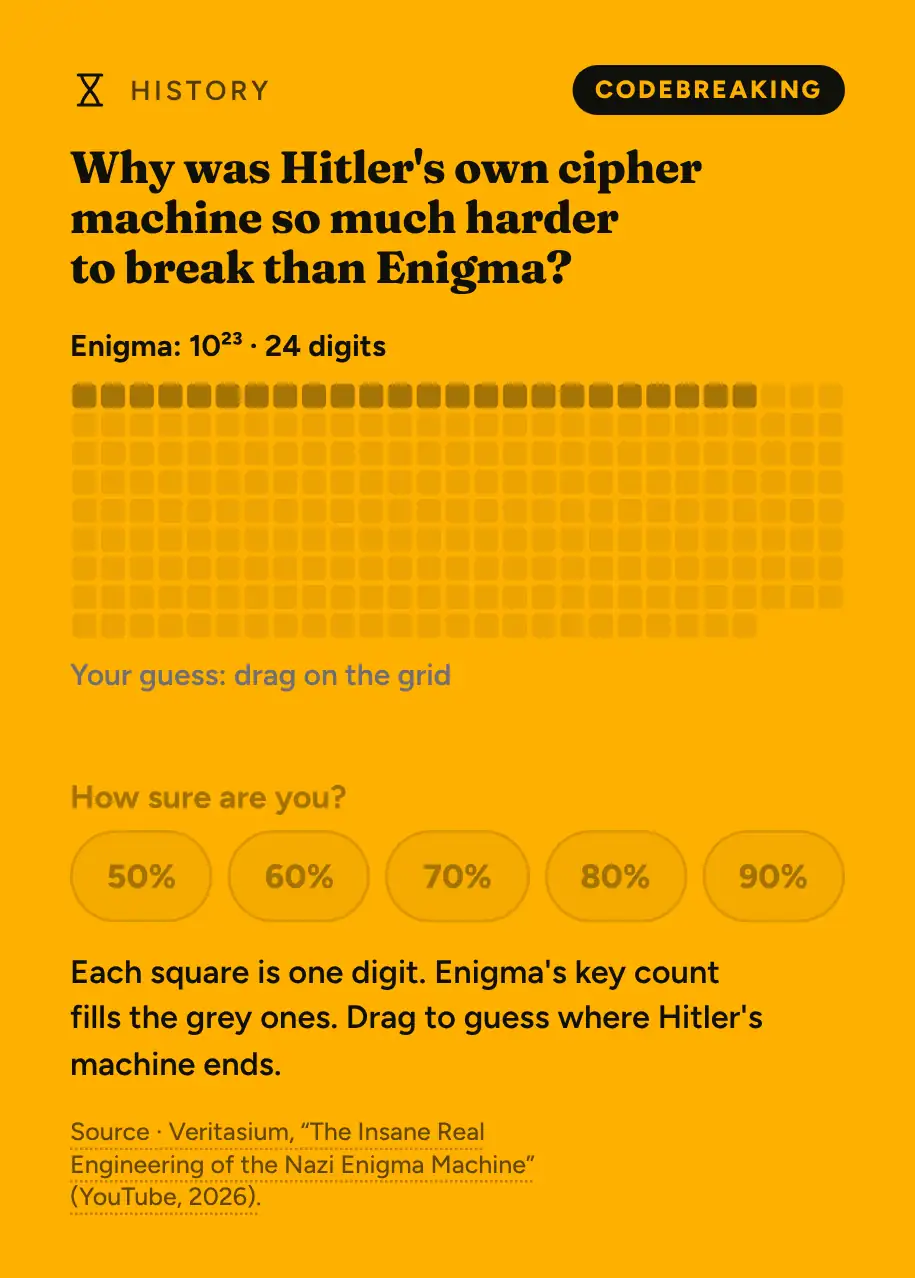 HISTORY
CODEBREAKING
Why was Hitler's own cipher
machine so much harder
to break than Enigma?
Enigma: 10²³ · 24 digits
Your guess: drag on the grid
How sure are you?
50% 60% 70% 80% 90%
Each square is one digit. Enigma's key count
fills the grey ones. Drag to guess where Hitler's
machine ends.
Source · Veritasium, “The Insane Real
Engineering of the Nazi Enigma Machine”
(YouTube, 2026).